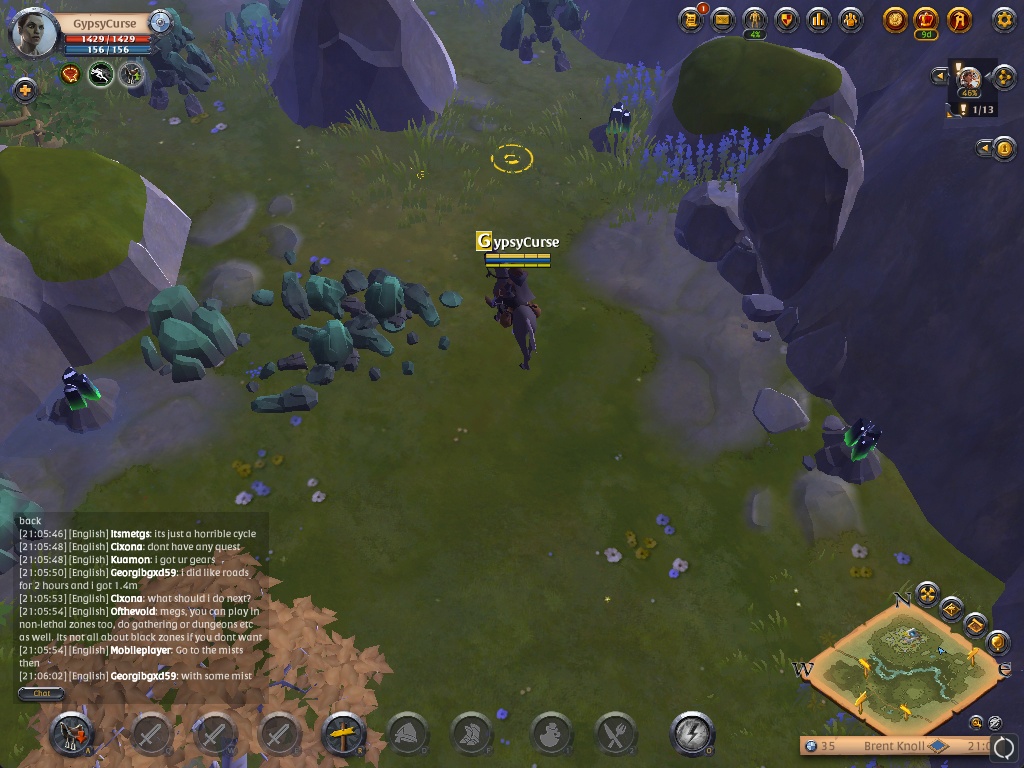 GypsyCurse
1429 / 1429
156 / 156
1
4%
9d
46%
1/13
GypsyCurse
back
[21:05:46] [English] Itsmetgs: its just a horrible cycle
[21:05:48] [English] Cixona: dont have any quest
[21:05:48] [English] Kuamon: i got ur gears
[21:05:50] [English] Georgibgxd59: i did like roads
for 2 hours and i got 1.4m
[21:05:53] [English] Cixona: what should i do next?
[21:05:54] [English] Ofthevold: megs, you can play in
non-lethal zones too, do gathering or dungeons etc
as well. Its not all about black zones if you dont want
[21:05:54] [English] Mobileplayer: Go to the mists
then
[21:06:02] [English] Georgibgxd59: with some mist
Chat
N
W
E
A
W
R
35
Brent Knoll